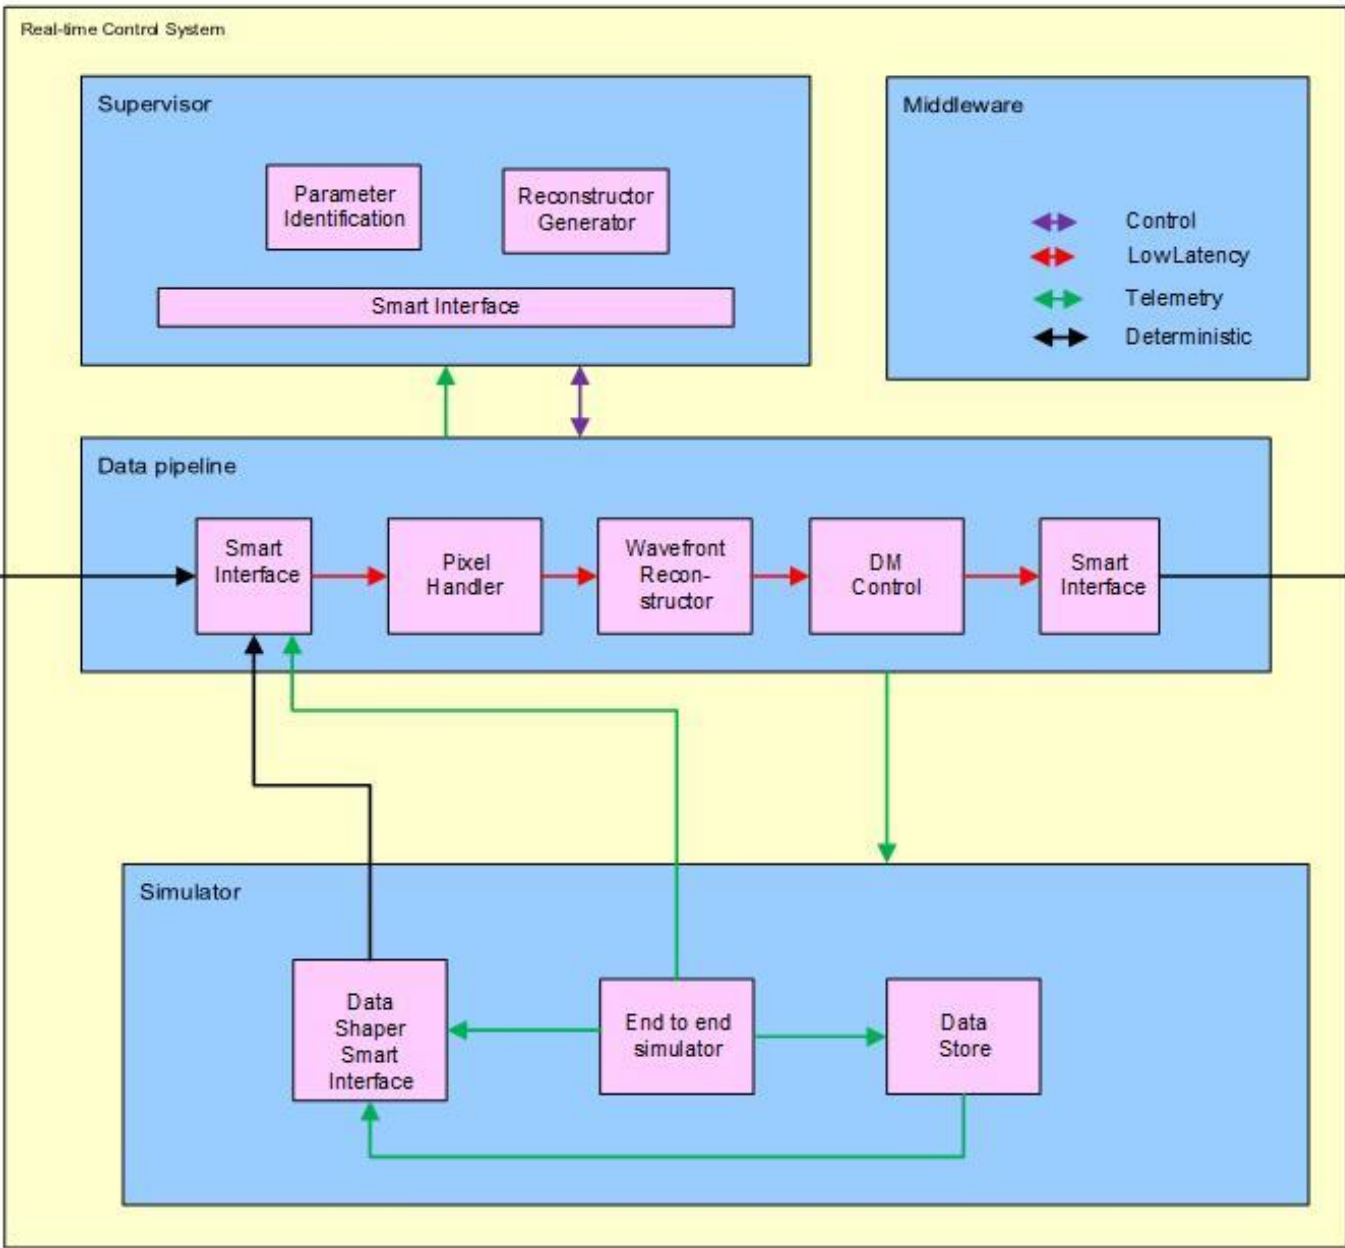 Real-time Control System
Supervisor
Parameter
Identification
Reconstructor
Generator
Smart Interface
Middleware
Control
Low Latency
Telemetry
Deterministic
Data pipeline
Smart
Interface
Pixel
Handler
Wavefront
Recon-
structor
DM
Control
Smart
Interface
Simulator
Data
Shaper
Smart
Interface
End to end
simulator
Data
Store